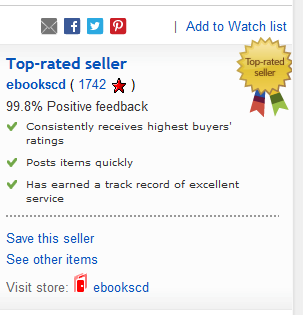 | Add to Watch list
Top-rated seller
Top-rated
seller
ebookscd ( 1742 )
99.8% Positive feedback
Consistently receives highest buyers'
ratings
Posts items quickly
Has earned a track record of excellent
service
Save this seller
See other items
Visit store: ebookscd